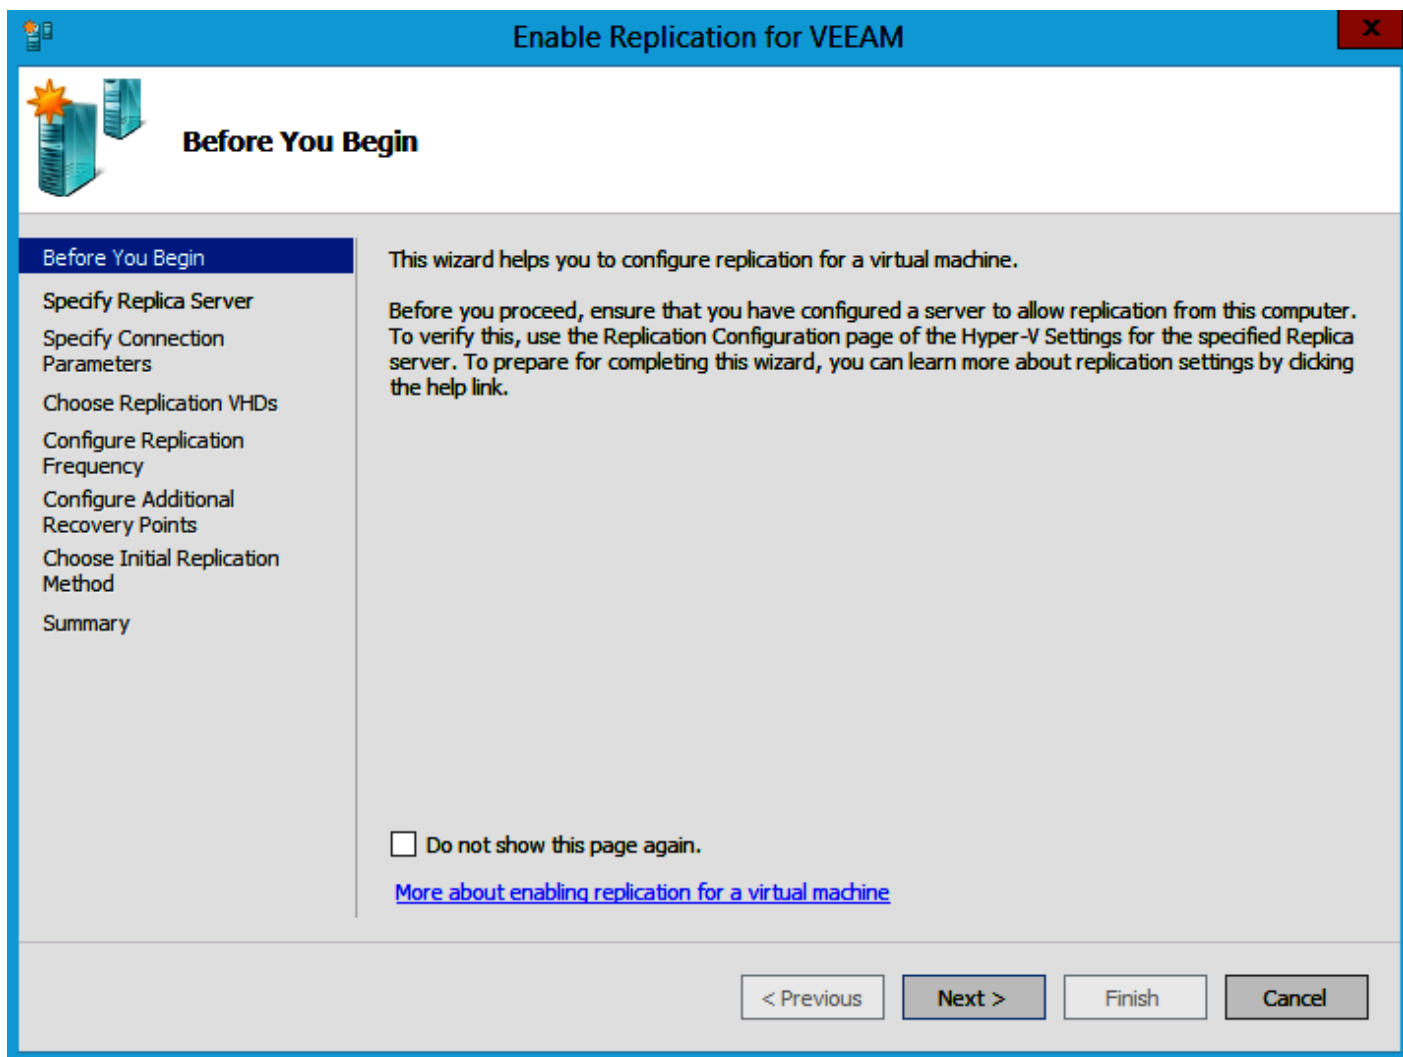 Enable Replication for VEEAM
x
Before You Begin
Before You Begin
Specify Replica Server
Specify Connection
Parameters
Choose Replication VHDs
Configure Replication
Frequency
Configure Additional
Recovery Points
Choose Initial Replication
Method
Summary
This wizard helps you to configure replication for a virtual machine.
Before you proceed, ensure that you have configured a server to allow replication from this computer.
To verify this, use the Replication Configuration page of the Hyper-V Settings for the specified Replica
server. To prepare for completing this wizard, you can learn more about replication settings by clicking
the help link.
Do not show this page again.
More about enabling replication for a virtual machine
< Previous
Next >
Finish
Cancel